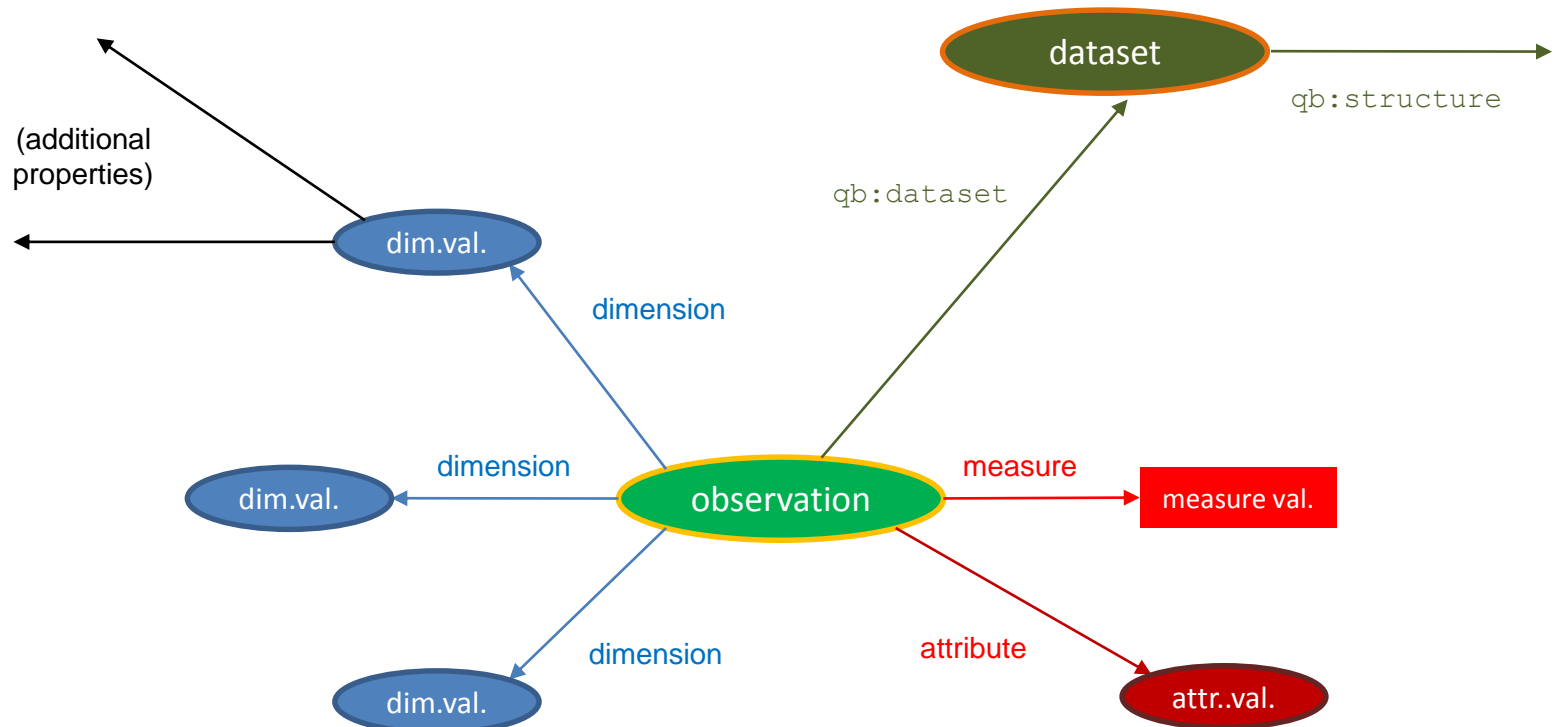 dataset
qb:structure
(additional
properties)
qb:dataset
dim.val.
dimension
dimension
measure
dim.val.
observation
measure val.
dimension
attribute
dim.val.
attr..val.